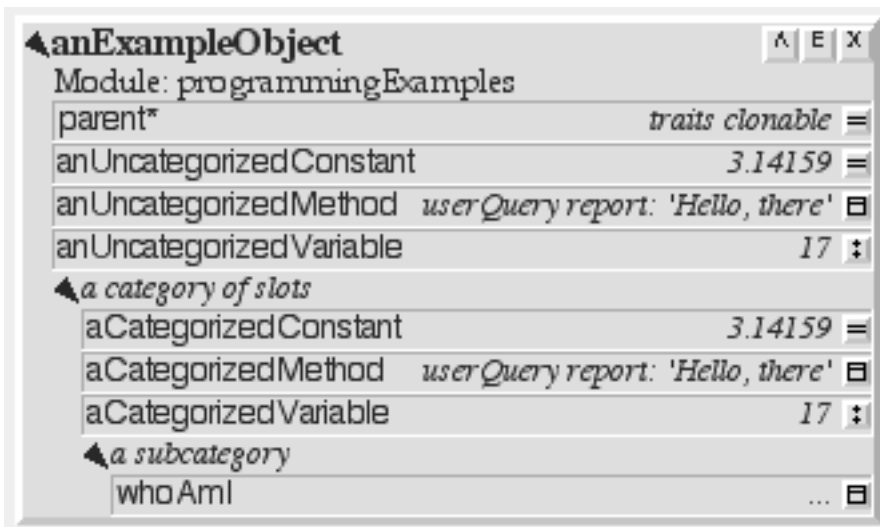 anExampleObject ʌ E X
Module: programmingExamples
parent* traits clonable =
anUncategorizedConstant 3.14159 =
anUncategorizedMethod userQuery report: 'Hello, there'
anUncategorizedVariable 17 :
a category of slots
aCategorizedConstant 3.14159 =
aCategorizedMethod userQuery report: 'Hello, there'
aCategorizedVariable 17 :
a subcategory
whoAmI ...